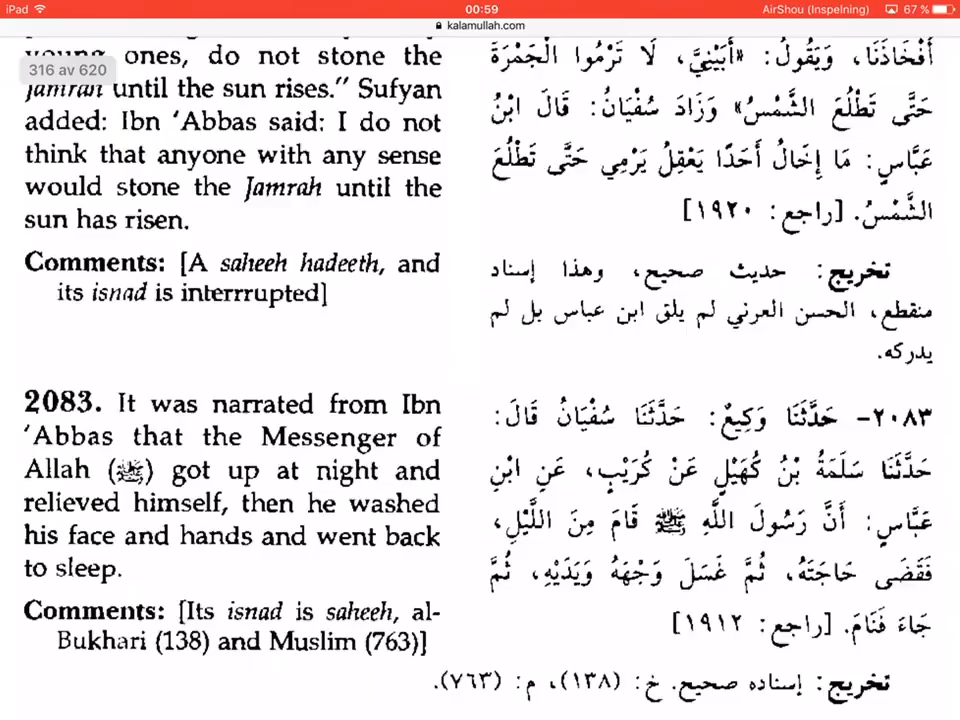 iPad
00:59
AirShou (Inspelning)
67 %
kalamullah.com
316 av 620
young ones, do not stone the
Jamrah until the sun rises.” Sufyan
added: Ibn ‘Abbas said: I do not
think that anyone with any sense
would stone the Jamrah until the
sun has risen.
Comments: [A saheeh hadeeth, and
its isnad is interrrupted]
2083. It was narrated from Ibn
‘Abbas that the Messenger of
Allah (ﷺ) got up at night and
relieved himself, then he washed
his face and hands and went back
to sleep.
Comments: [Its isnad is saheeh, al-
Bukhari (138) and Muslim (763)]
أَفْخَاذَنَا، وَيَقُولُ: «أَبَيْنِيَّ، لَا تَرْمُوا الْجَمْرَةَ
حَتَّى تَطْلُعَ الشَّمْسُ» وَزَادَ سُفْيَانُ: قَالَ ابْنُ
عَبَّاسٍ: مَا إِخَالُ أَحَدًا يَعْقِلُ يَرْمِي حَتَّى تَطْلُعَ
الشَّمْسُ. [راجع: ١٩٢٠]
تخريج: حديث صحيح، وهذا إسناد
منقطع، الحسن العرني لم يلق ابن عباس بل لم
يدركه.
٢٠٨٣- حَدَّثَنَا وَكِيعٌ: حَدَّثَنَا سُفْيَانُ قَالَ:
حَدَّثَنَا سَلَمَةُ بْنُ كُهَيْلٍ عَنْ كُرَيْبٍ، عَنِ ابْنِ
عَبَّاسٍ: أَنَّ رَسُولَ اللَّهِ ﷺ قَامَ مِنَ اللَّيْلِ،
فَقَضَى حَاجَتَهُ، ثُمَّ غَسَلَ وَجْهَهُ وَيَدَيْهِ، ثُمَّ
جَاءَ فَنَامَ. [راجع: ١٩١٢]
تخريج: إسناده صحيح. خ: (١٣٨)، م: (٧٦٣).